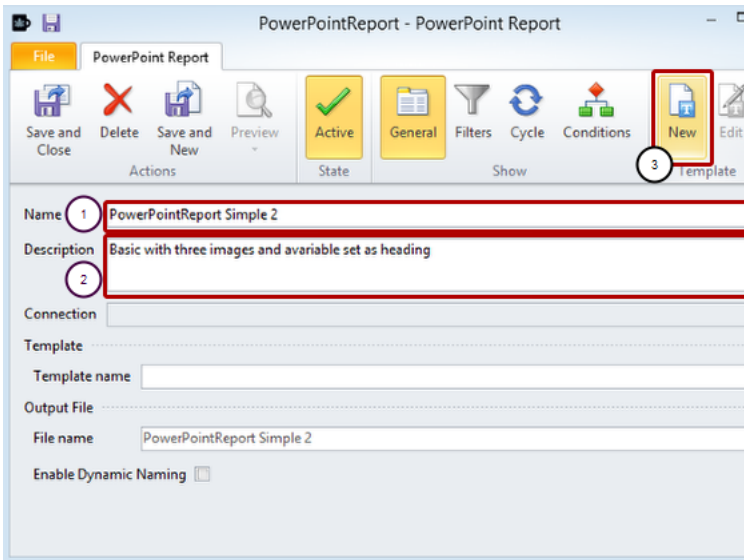 PowerPointReport - PowerPoint Report
File PowerPoint Report
Save and Close Delete Save and New Preview Active General Filters Cycle Conditions New Edit
3
Actions State Show Template
Name 1 PowerPointReport Simple 2
Description Basic with three images and avariable set as heading
2
Connection
Template
Template name
Output File
File name PowerPointReport Simple 2
Enable Dynamic Naming